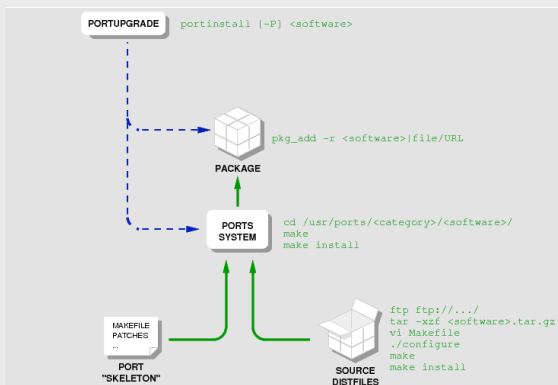 PORTUPGRADE
portinstall [-P] <software>
pkg_add -r <software>|file/URL
PACKAGE
PORTS
SYSTEM
cd /usr/ports/<category>/<software>/
make
make install
MAKEFILE
PATCHES
...
PORT
"SKELETON"
SOURCE
DISTFILES
ftp ftp://.../
tar -xzf <software>.tar.gz
vi Makefile
./configure
make
make install